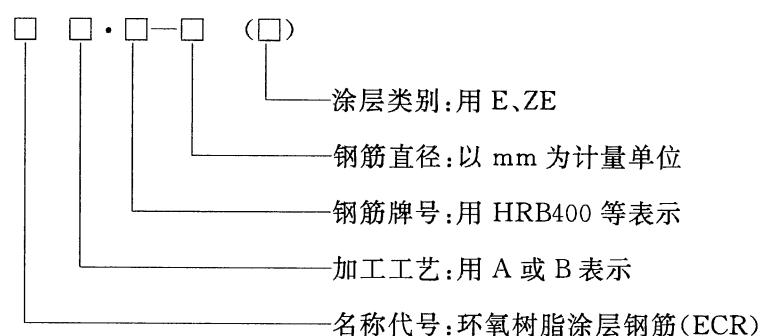 □ □·□—□ (□)
涂层类别:用 E、ZE
钢筋直径:以 mm 为计量单位
钢筋牌号:用 HRB400 等表示
加工工艺:用 A 或 B 表示
名称代号:环氧树脂涂层钢筋(ECR)